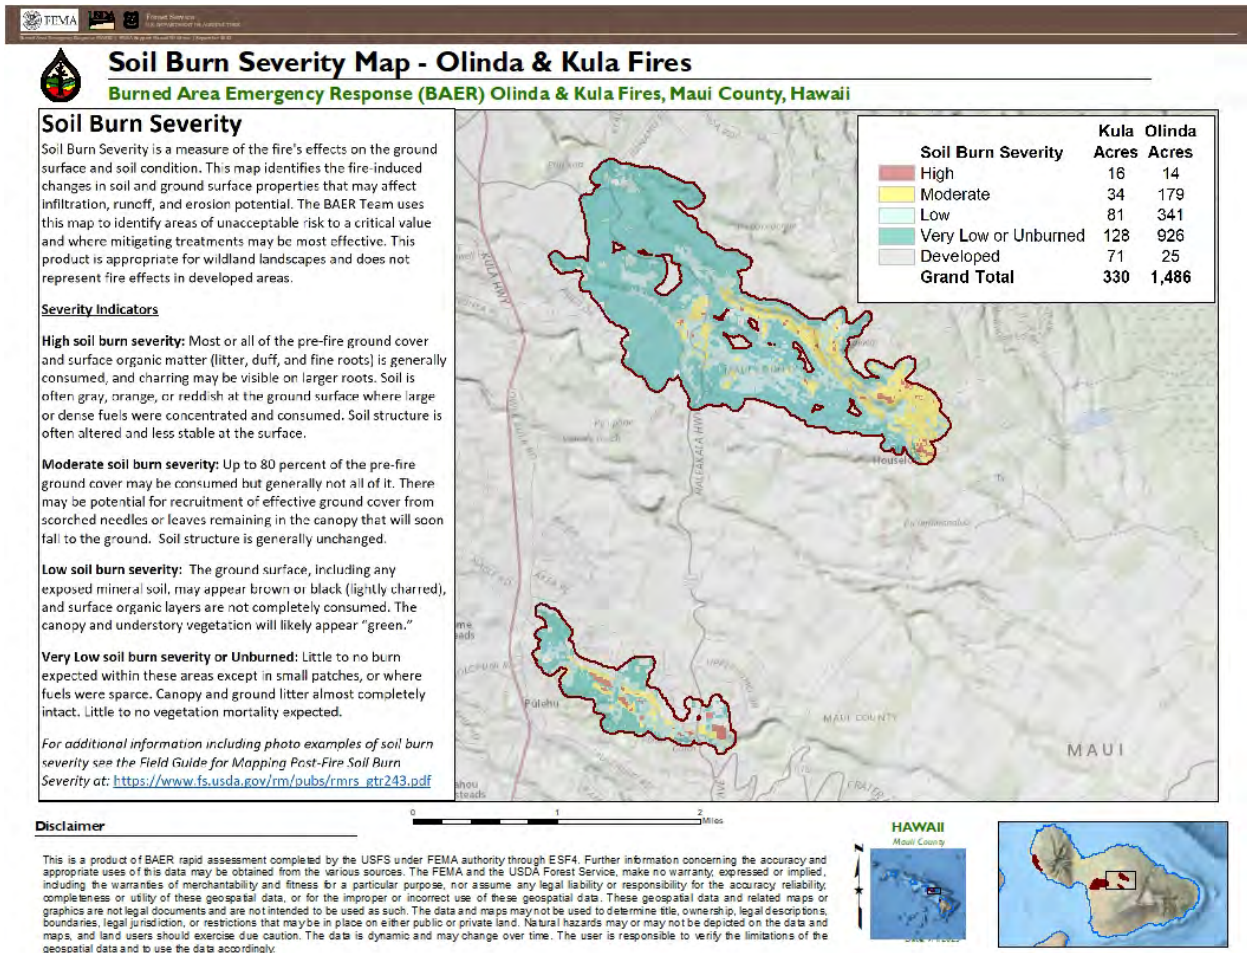 FEMA
USDA
Forest Service
U.S. DEPARTMENT OF AGRICULTURE
Soil Burn Severity Map - Olinda & Kula Fires
Burned Area Emergency Response (BAER) Olinda & Kula Fires, Maui County, Hawaii
Soil Burn Severity
Soil Burn Severity is a measure of the fire's effects on the ground
surface and soil condition. This map identifies the fire-induced
changes in soil and ground surface properties that may affect
infiltration, runoff, and erosion potential. The BAER Team uses
this map to identify areas of unacceptable risk to a critical value
and where mitigating treatments may be most effective. This
product is appropriate for wildland landscapes and does not
represent fire effects in developed areas.
Severity Indicators
High soil burn severity: Most or all of the pre-fire ground cover
and surface organic matter (litter, duff, and fine roots) is generally
consumed, and charring may be visible on larger roots. Soil is
often gray, orange, or reddish at the ground surface where large
or dense fuels were concentrated and consumed. Soil structure is
often altered and less stable at the surface.
Moderate soil burn severity: Up to 80 percent of the pre-fire
ground cover may be consumed but generally not all of it. There
may be potential for recruitment of effective ground cover from
scorched needles or leaves remaining in the canopy that will soon
fall to the ground. Soil structure is generally unchanged.
Low soil burn severity: The ground surface, including any
exposed mineral soil, may appear brown or black (lightly charred),
and surface organic layers are not completely consumed. The
canopy and understory vegetation will likely appear "green."
Very Low soil burn severity or Unburned: Little to no burn
expected within these areas except in small patches, or where
fuels were sparce. Canopy and ground litter almost completely
intact. Little to no vegetation mortality expected.
For additional information including photo examples of soil burn
severity see the Field Guide for Mapping Post-Fire Soil Burn
Severity at: https://www.fs.usda.gov/rm/pubs/rmrs_gtr243.pdf
Kula Olinda
Soil Burn Severity Acres Acres
High 16 14
Moderate 34 179
Low 81 341
Very Low or Unburned 128 926
Developed 71 25
Grand Total 330 1,486
KULA HWY
HALEAKALA HWY
Pulehu
MAUI COUNTY
MAUI
CRATER
0 1 2
Miles
Disclaimer
This is a product of BAER rapid assessment completed by the USFS under FEMA authority through ESF4. Further information concerning the accuracy and
appropriate uses of this data may be obtained from the various sources. The FEMA and the USDA Forest Service, make no warranty, expressed or implied,
including the warranties of merchantability and fitness for a particular purpose, nor assume any legal liability or responsibility for the accuracy reliability,
completeness or utility of these geospatial data, or for the improper or incorrect use of these geospatial data. These geospatial data and related maps or
graphics are not legal documents and are not intended to be used as such. The data and maps may not be used to determine title, ownership, legal descriptions,
boundaries, legal jurisdiction, or restrictions that may be in place on either public or private land. Natural hazards may or may not be depicted on the data and
maps, and land users should exercise due caution. The data is dynamic and may change over time. The user is responsible to verify the limitations of the
geospatial data and to use the data accordingly.
N
HAWAII
Maui County